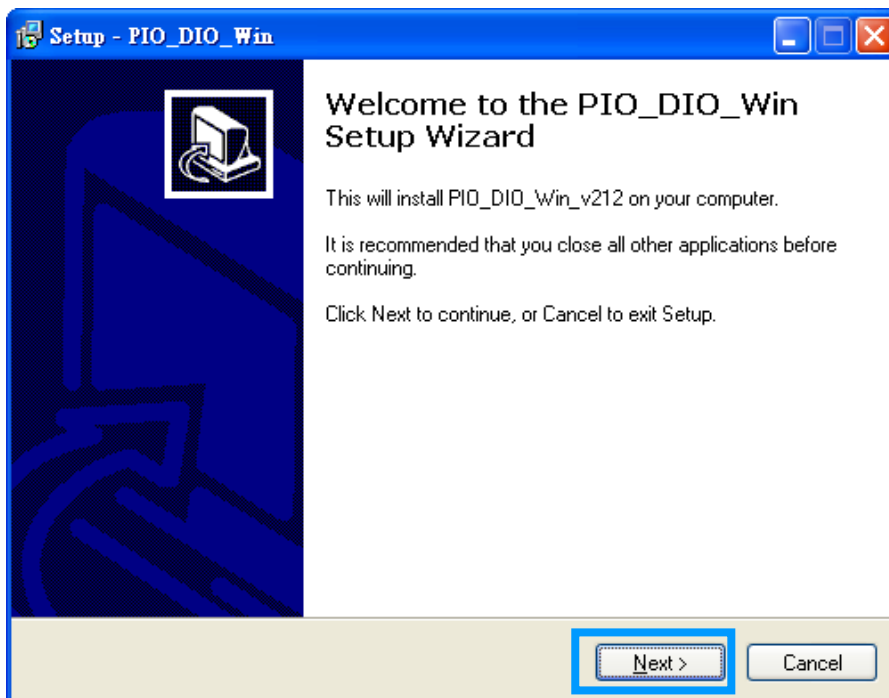 Setup - PIO_DIO_Win
Welcome to the PIO_DIO_Win
Setup Wizard
This will install PIO_DIO_Win_v212 on your computer.
It is recommended that you close all other applications before
continuing.
Click Next to continue, or Cancel to exit Setup.
Next >
Cancel